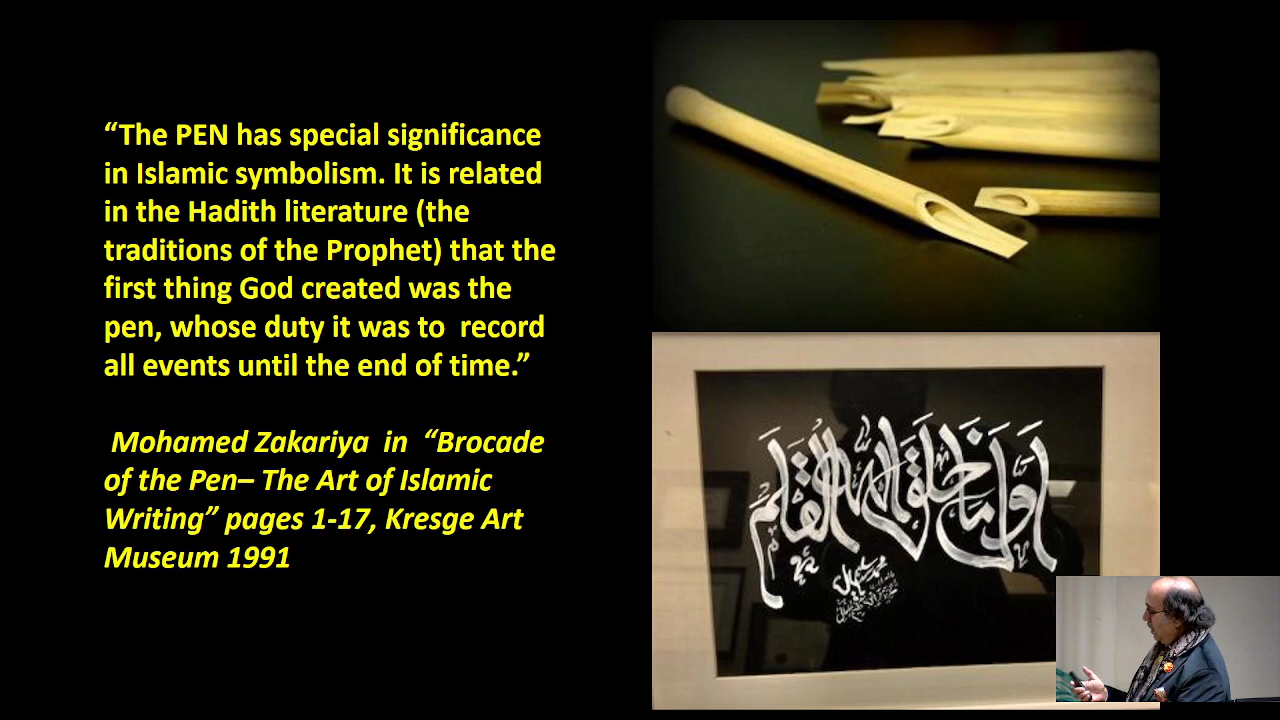 “The PEN has special significance
in Islamic symbolism. It is related
in the Hadith literature (the
traditions of the Prophet) that the
first thing God created was the
pen, whose duty it was to  record
all events until the end of time.”
Mohamed Zakariya  in  “Brocade
of the Pen– The Art of Islamic
Writing” pages 1-17, Kresge Art
Museum 1991
أول ما خلق الله القلم